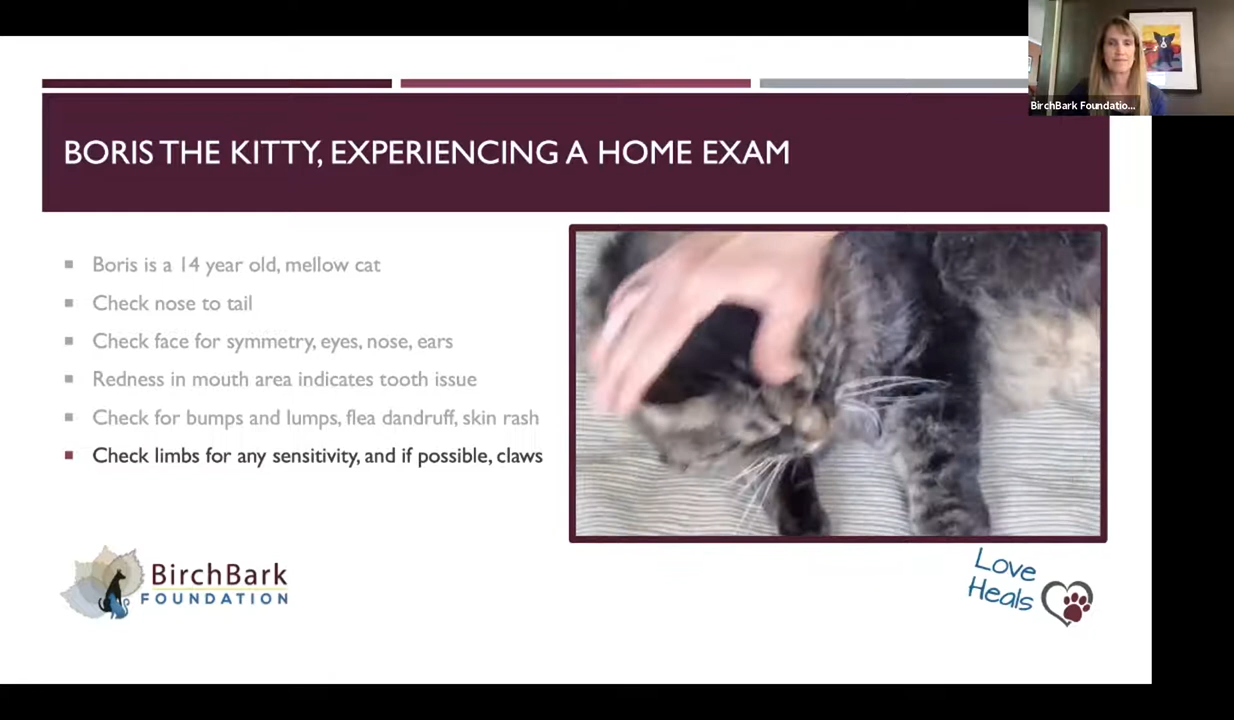 BirchBark Foundatio...
BORIS THE KITTY, EXPERIENCING A HOME EXAM
Boris is a 14 year old, mellow cat
Check nose to tail
Check face for symmetry, eyes, nose, ears
Redness in mouth area indicates tooth issue
Check for bumps and lumps, flea dandruff, skin rash
Check limbs for any sensitivity, and if possible, claws
BirchBark
FOUNDATION
Love
Heals